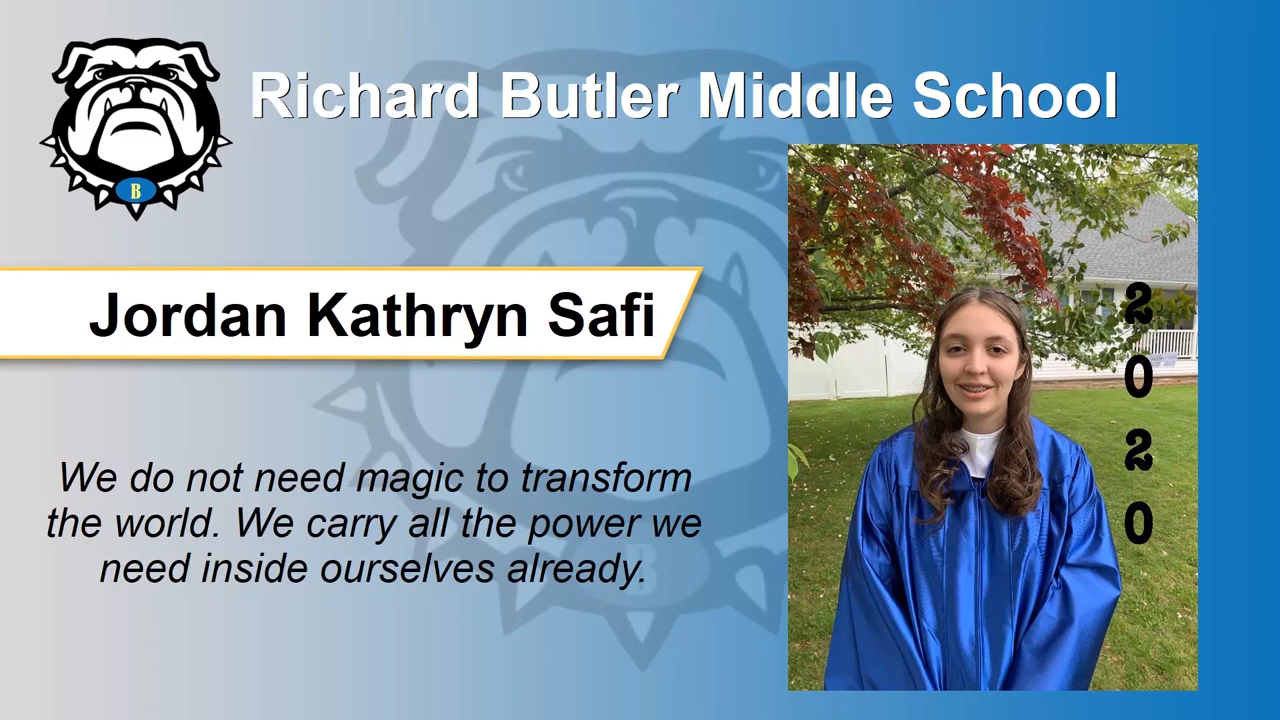 Richard Butler Middle School
B
Jordan Kathryn Safi
We do not need magic to transform
the world. We carry all the power we
need inside ourselves already.
2
0
2
0
B